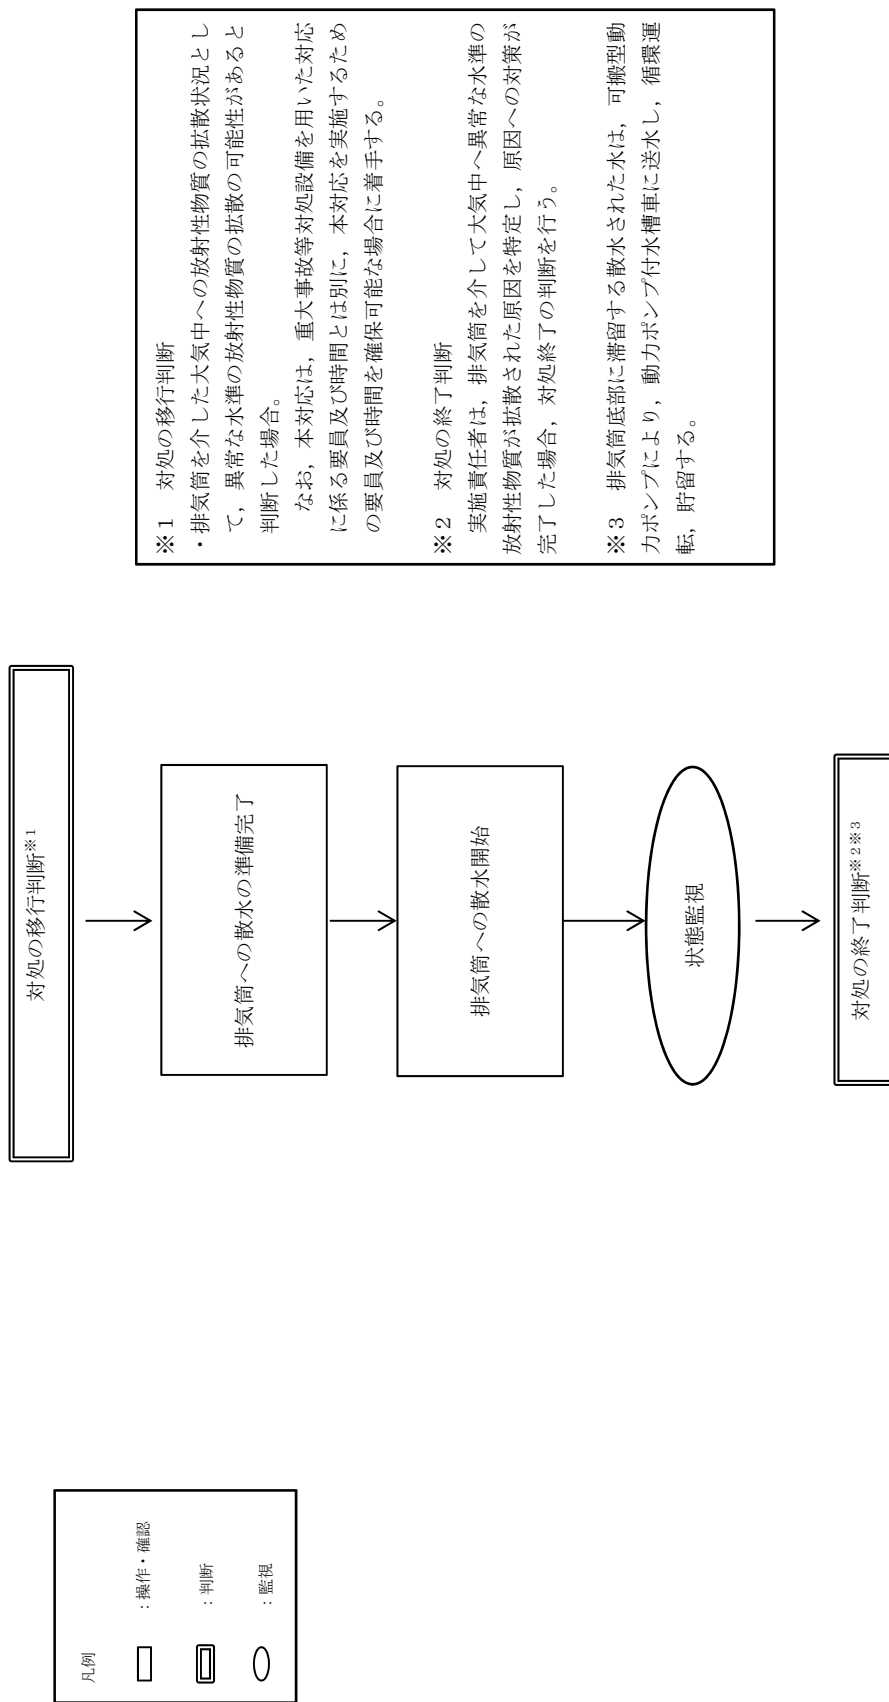 対処の移行判断※1
排気筒への散水の準備完了
排気筒への散水開始
状態監視
対処の終了判断※2※3
※1　対処の移行判断
・排気筒を介した大気中への放射性物質の拡散状況とし
て，異常な水準の放射性物質の拡散の可能性があると
判断した場合。
なお，本対応は，重大事故等対処設備を用いた対応
に係る要員及び時間とは別に，本対応を実施するため
の要員及び時間を確保可能な場合に着手する。
※2　対処の終了判断
実施責任者は，排気筒を介して大気中へ異常な水準の
放射性物質が拡散された原因を特定し，原因への対策が
完了した場合，対処終了の判断を行う。
※3　排気筒底部に滞留する散水された水は，可搬型動
力ポンプにより，動力ポンプ付水槽車に送水し，循環運
転，貯留する。
凡例
：操作・確認
：判断
：監視